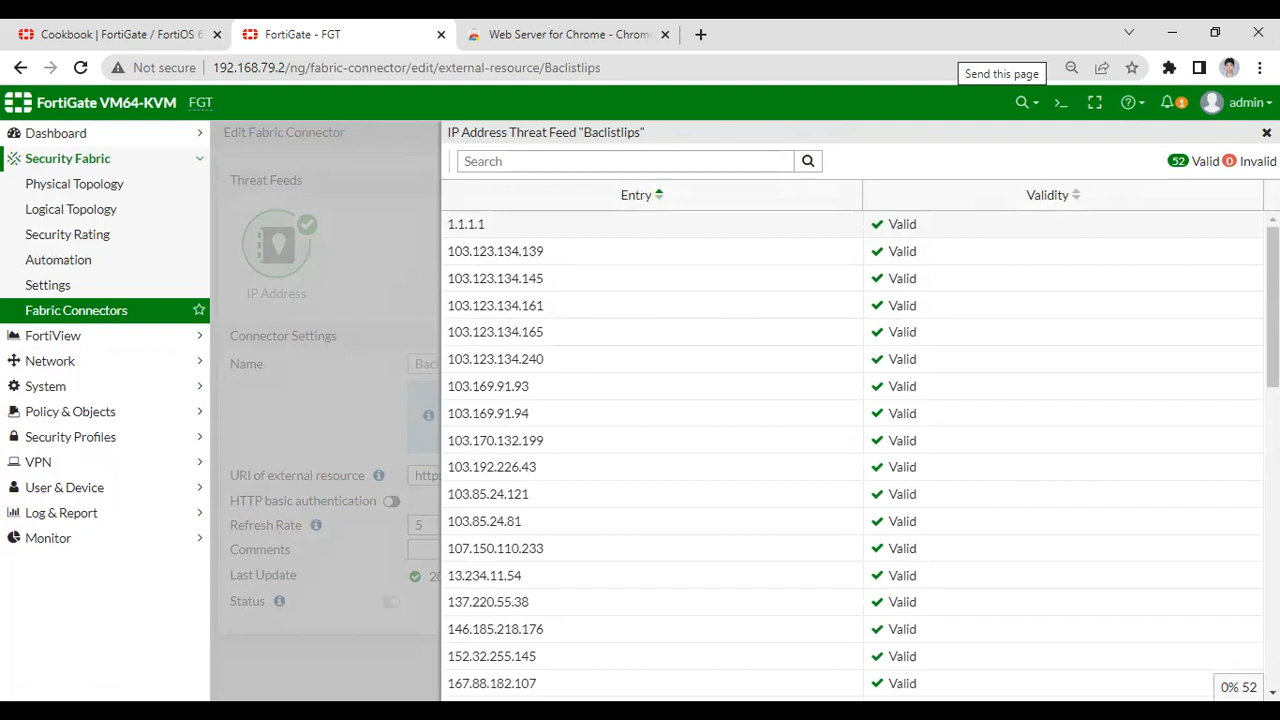 Cookbook | FortiGate / FortiOS 6
FortiGate - FGT
Web Server for Chrome - Chrom
Not secure
192.168.79.2/ng/fabric-connector/edit/external-resource/Baclistlips
Send this page
FortiGate VM64-KVM
FGT
1
admin
Dashboard
Security Fabric
Physical Topology
Logical Topology
Security Rating
Automation
Settings
Fabric Connectors
FortiView
Network
System
Policy & Objects
Security Profiles
VPN
User & Device
Log & Report
Monitor
Edit Fabric Connector
Threat Feeds
IP Address
Connector Settings
Name
Bacl
URI of external resource
http
HTTP basic authentication
Refresh Rate
5
Comments
Last Update
20
Status
IP Address Threat Feed "Baclistlips"
Search
52 Valid 0 Invalid
Entry Validity
1.1.1.1 Valid
103.123.134.139 Valid
103.123.134.145 Valid
103.123.134.161 Valid
103.123.134.165 Valid
103.123.134.240 Valid
103.169.91.93 Valid
103.169.91.94 Valid
103.170.132.199 Valid
103.192.226.43 Valid
103.85.24.121 Valid
103.85.24.81 Valid
107.150.110.233 Valid
13.234.11.54 Valid
137.220.55.38 Valid
146.185.218.176 Valid
152.32.255.145 Valid
167.88.182.107 Valid
0% 52